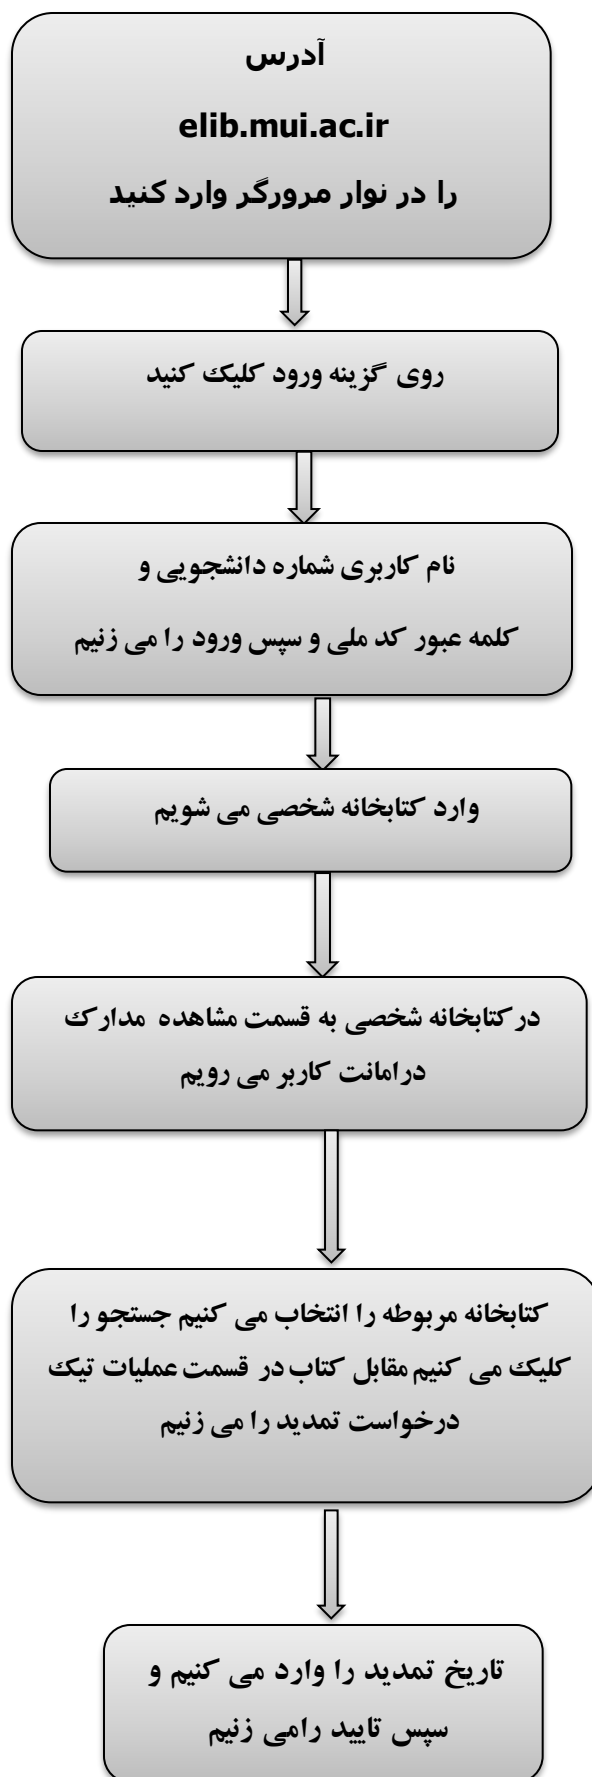 آدرس
elib.mui.ac.ir
را در نوار مرورگر وارد کنید
روی گزینه ورود کلیک کنید
نام کاربری شماره دانشجویی و
کلمه عبور کد ملی و سپس ورود را می زنیم
وارد کتابخانه شخصی می شویم
در کتابخانه شخصی به قسمت مشاهده مدارک
درامانت کاربر می رویم
کتابخانه مربوطه را انتخاب می کنیم جستجو را
کلیک می کنیم مقابل کتاب در قسمت عملیات تیک
درخواست تمدید را می زنیم
تاریخ تمدید را وارد می کنیم و
سپس تایید رامی زنیم